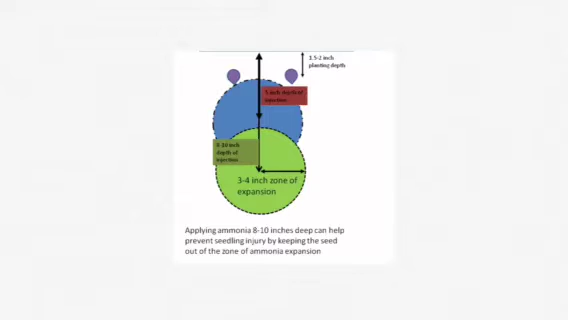 1.5-2 inch
planting depth
5 inch depth of
injection
8-10 inch
depth of
injection
3-4 inch zone of
expansion
Applying ammonia 8-10 inches deep can help
prevent seedling injury by keeping the seed
out of the zone of ammonia expansion